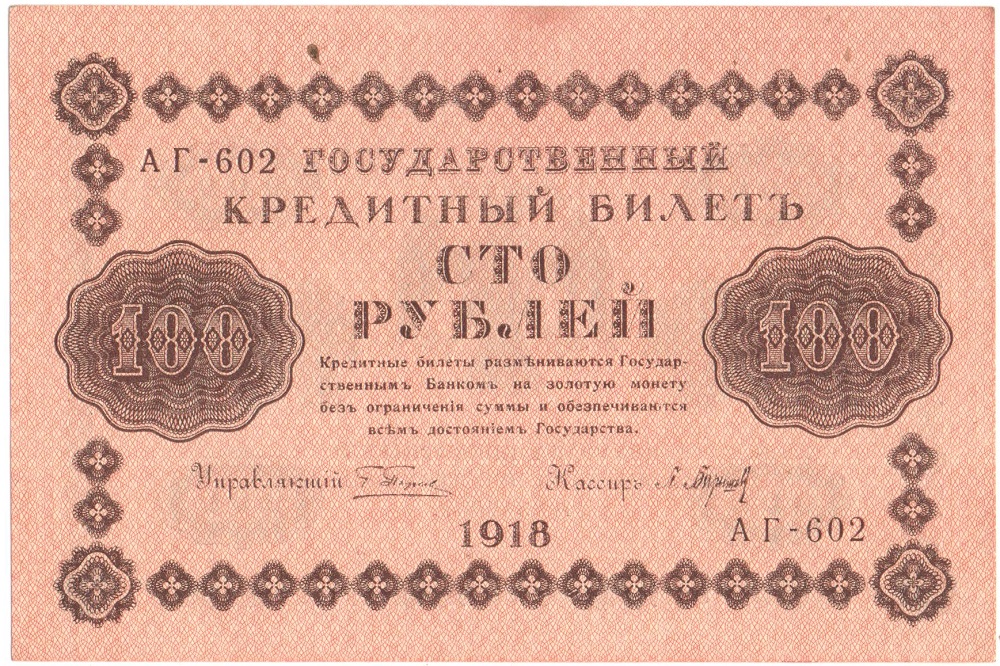 АГ-602 ГОСУДАРСТВЕННЫЙ
КРЕДИТНЫЙ БИЛЕТЪ
СТО
РУБЛЕЙ
100
100
Кредитные билеты размѣниваются Государ-
ственнымъ Банкомъ на золотую монету
безъ ограниченія суммы и обезпечиваются
всѣмъ достояніемъ Государства.
Управляющій
Кассиръ
1918
АГ-602